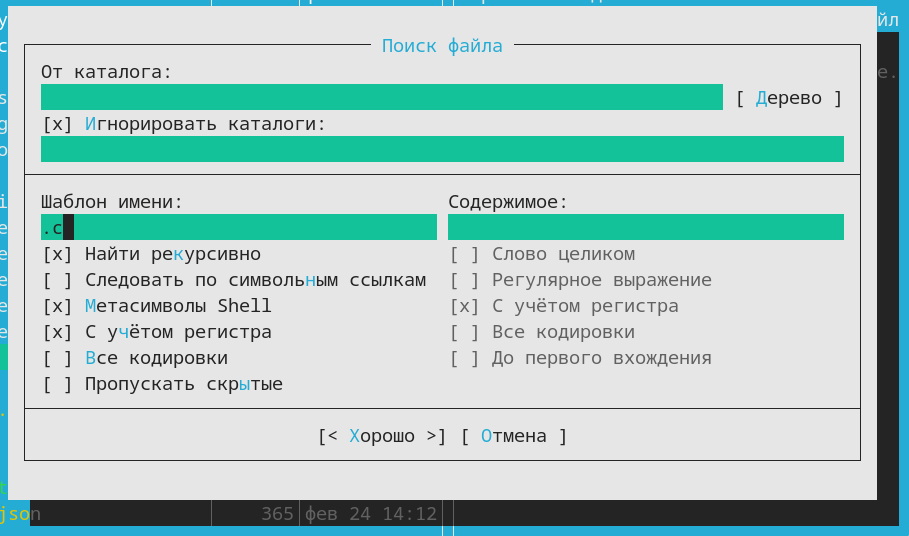 йл
Поиск файла
От каталога:
е.
[ Дерево ]
[x] Игнорировать каталоги:
Шаблон имени: Содержимое:
.c
[x] Найти рекурсивно [ ] Слово целиком
[ ] Следовать по символьным ссылкам [ ] Регулярное выражение
[x] Метасимволы Shell [x] С учётом регистра
[x] С учётом регистра [ ] Все кодировки
[ ] Все кодировки [ ] До первого вхождения
[ ] Пропускать скрытые
[< Хорошо >] [ Отмена ]
json 365 фев 24 14:12